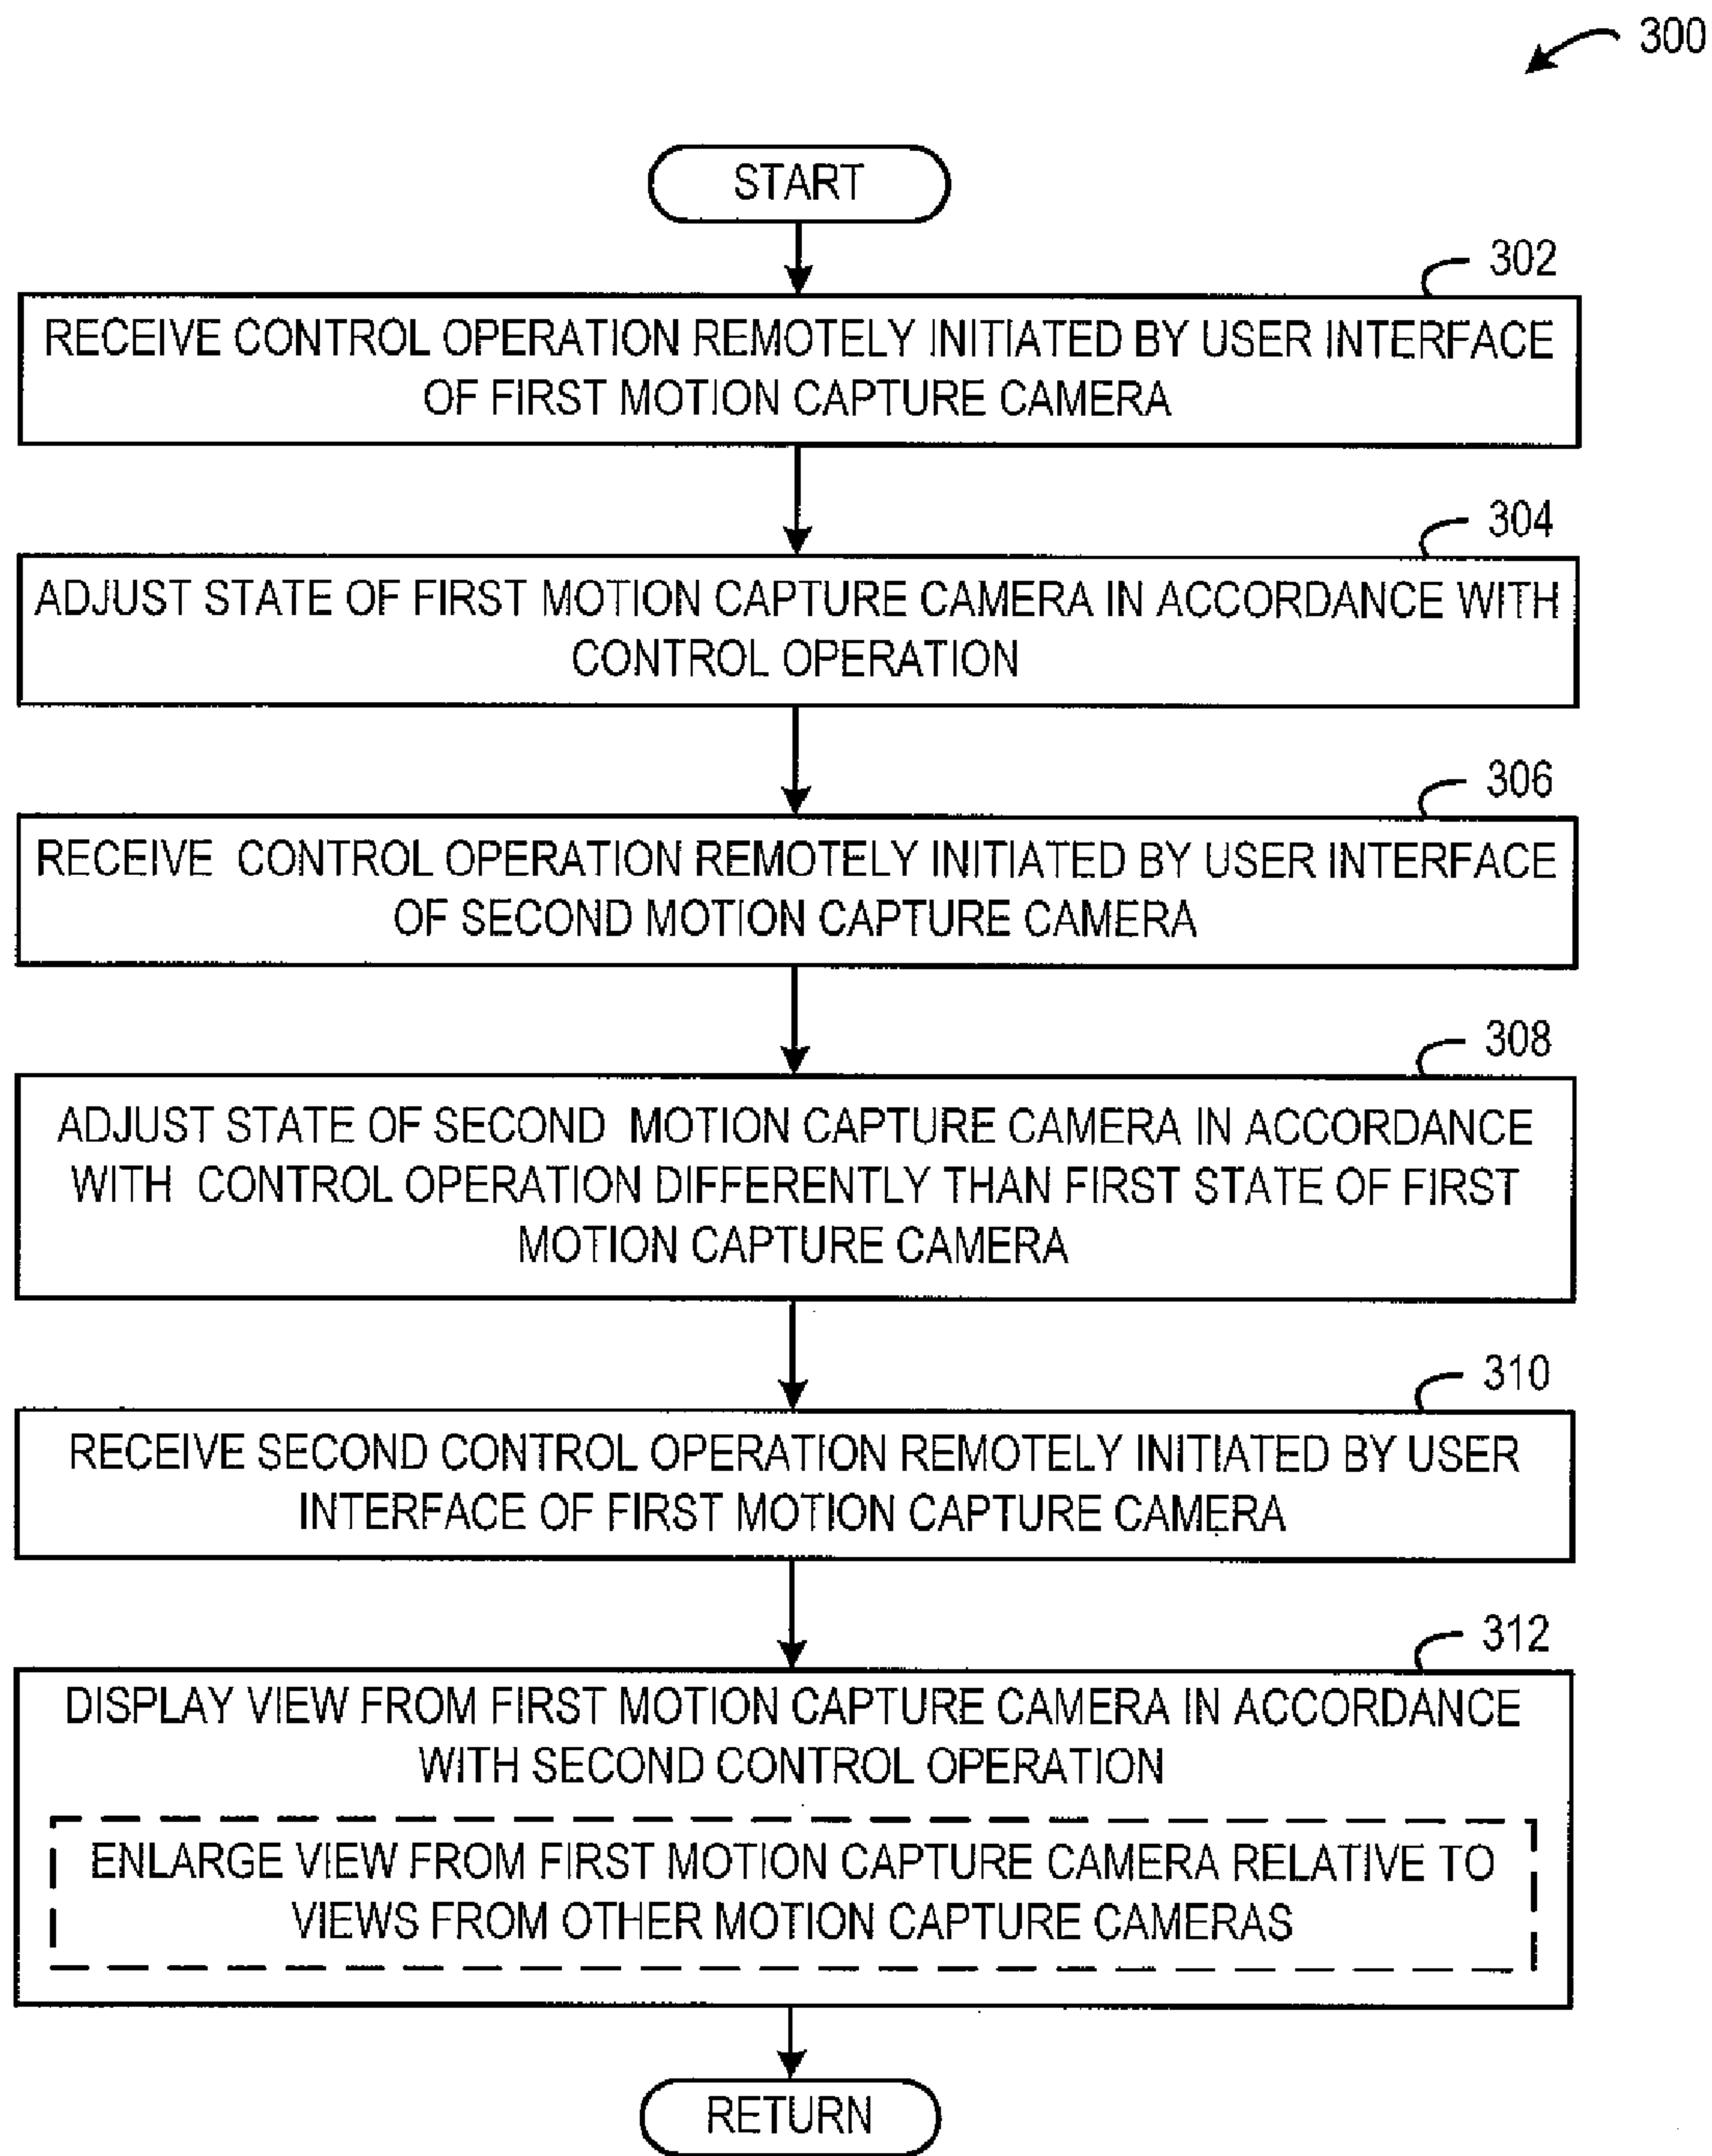 300
START
302
RECEIVE CONTROL OPERATION REMOTELY INITIATED BY USER INTERFACE
OF FIRST MOTION CAPTURE CAMERA
304
ADJUST STATE OF FIRST MOTION CAPTURE CAMERA IN ACCORDANCE WITH
CONTROL OPERATION
306
RECEIVE CONTROL OPERATION REMOTELY INITIATED BY USER INTERFACE
OF SECOND MOTION CAPTURE CAMERA
308
ADJUST STATE OF SECOND MOTION CAPTURE CAMERA IN ACCORDANCE
WITH CONTROL OPERATION DIFFERENTLY THAN FIRST STATE OF FIRST
MOTION CAPTURE CAMERA
310
RECEIVE SECOND CONTROL OPERATION REMOTELY INITIATED BY USER
INTERFACE OF FIRST MOTION CAPTURE CAMERA
312
DISPLAY VIEW FROM FIRST MOTION CAPTURE CAMERA IN ACCORDANCE
WITH SECOND CONTROL OPERATION
ENLARGE VIEW FROM FIRST MOTION CAPTURE CAMERA RELATIVE TO
VIEWS FROM OTHER MOTION CAPTURE CAMERAS
RETURN